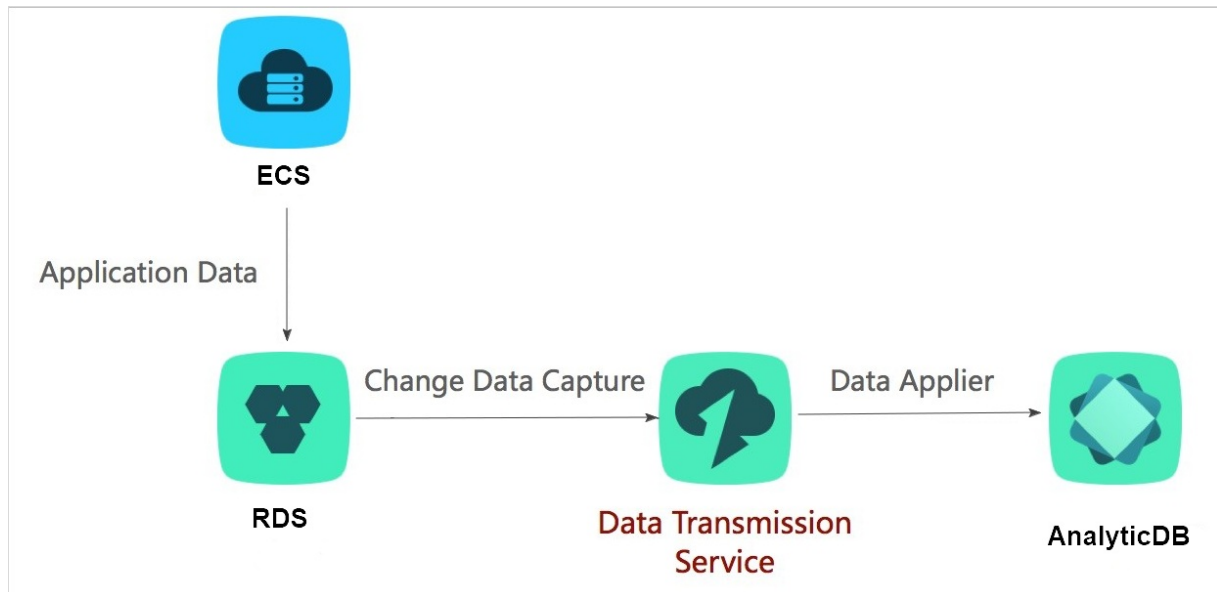 ECS
Application Data
Change Data Capture
Data Applier
RDS
Data Transmission
Service
AnalyticDB